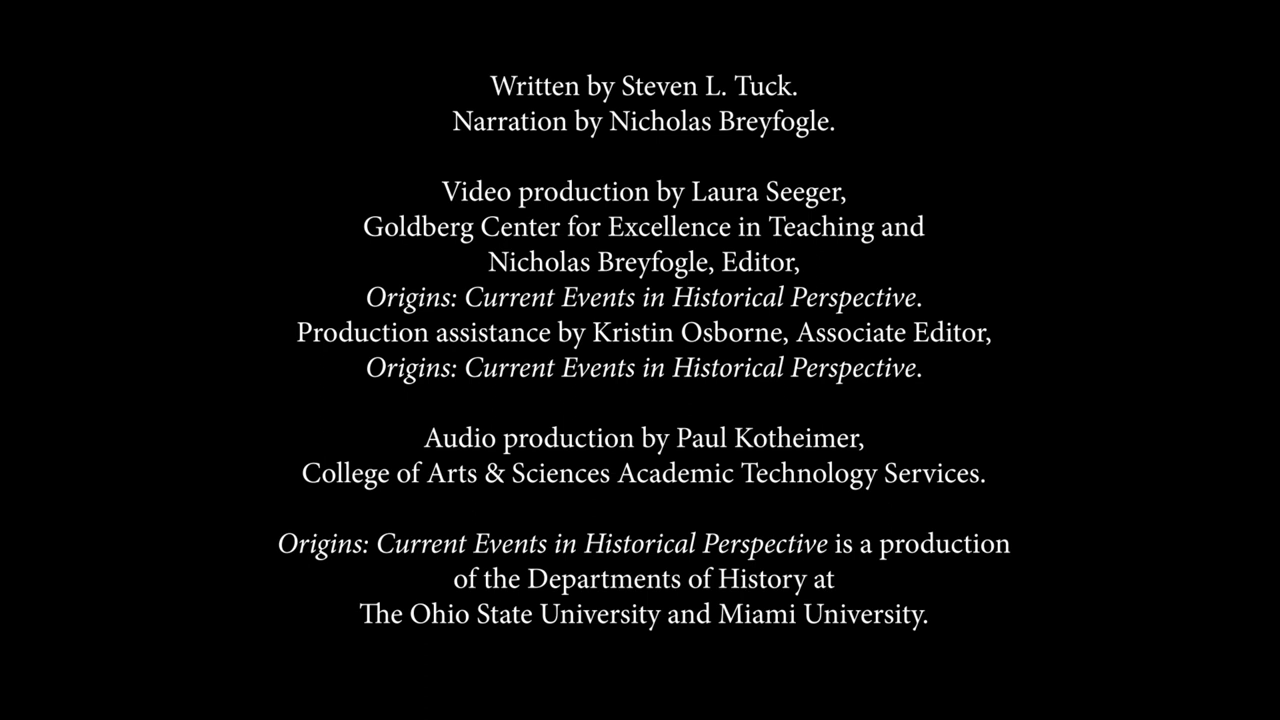 Written by Steven L. Tuck.
Narration by Nicholas Breyfogle.
Video production by Laura Seeger,
Goldberg Center for Excellence in Teaching and
Nicholas Breyfogle, Editor,
Origins: Current Events in Historical Perspective.
Production assistance by Kristin Osborne, Associate Editor,
Origins: Current Events in Historical Perspective.
Audio production by Paul Kotheimer,
College of Arts & Sciences Academic Technology Services.
Origins: Current Events in Historical Perspective is a production
of the Departments of History at
The Ohio State University and Miami University.